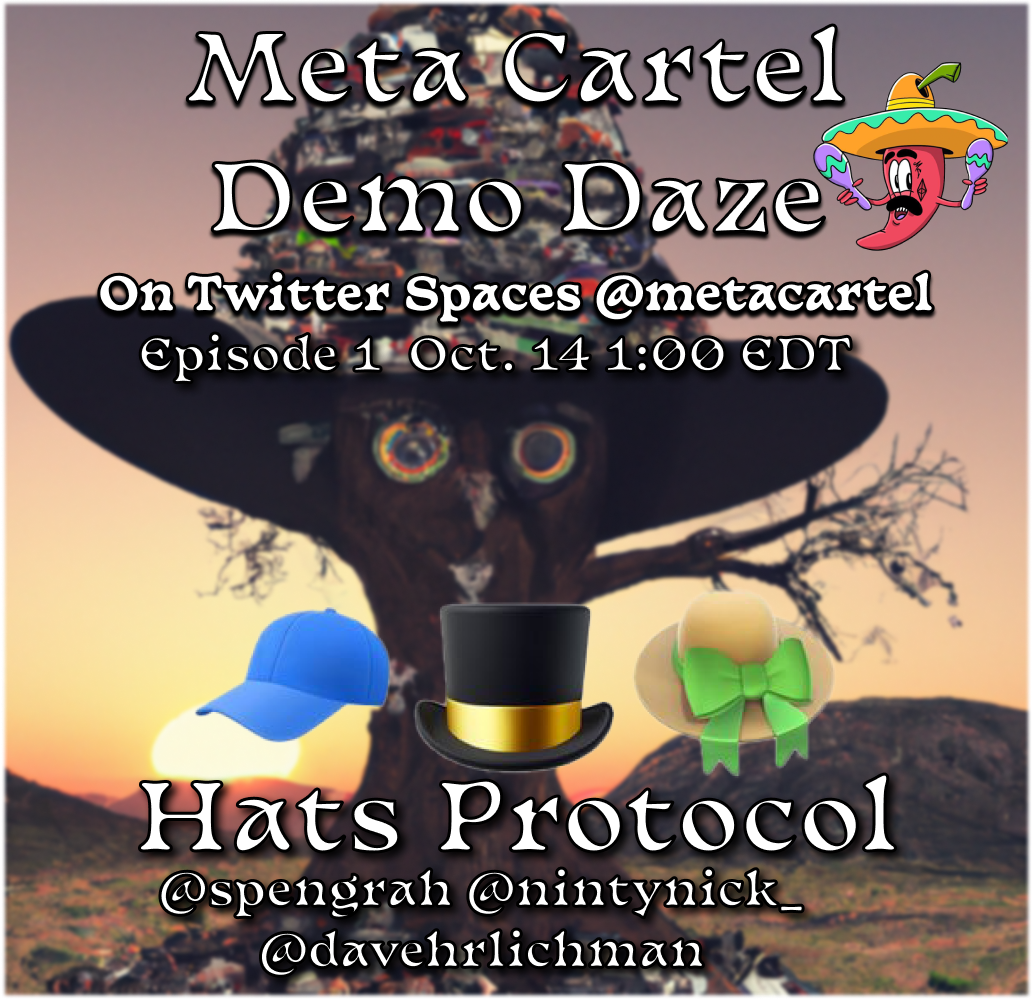 Meta Cartel
Demo Daze
On Twitter Spaces @metacartel
Episode 1 Oct. 14 1:00 EDT
Hats Protocol
@spengrah @nintynick_
@davehrlichman